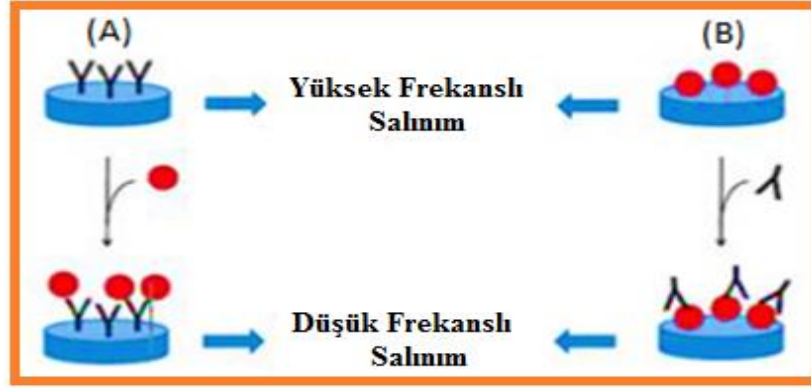 (A)
(B)
Yüksek Frekanslı
Salınım
Düşük Frekanslı
Salınım